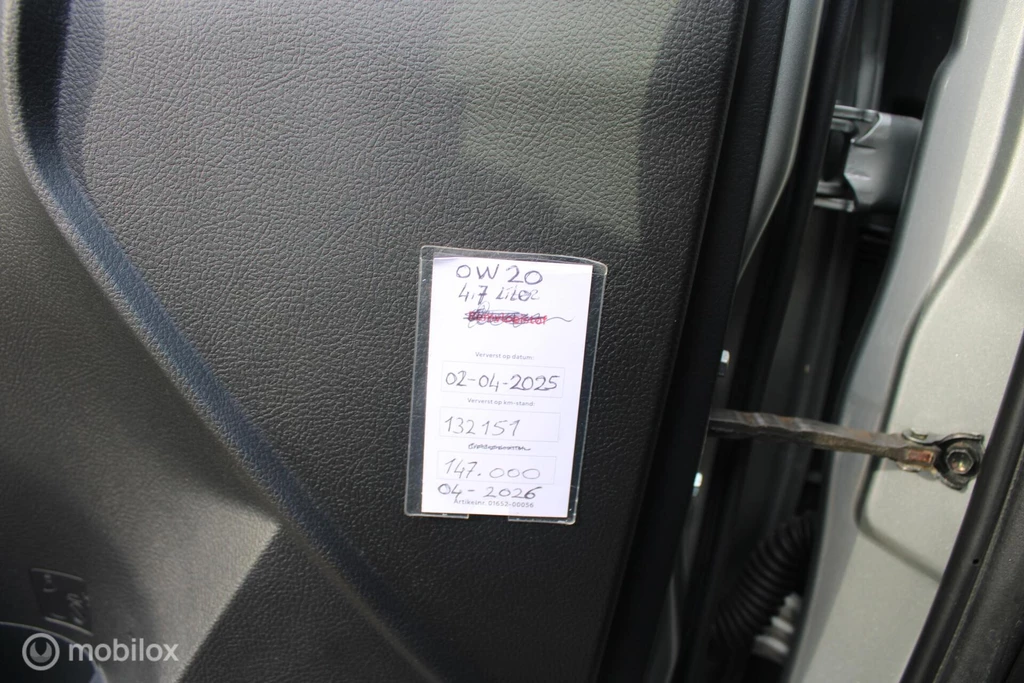 0W20
4,7 LITER
Ververst op datum:
02-04-2025
Ververst op km-stand:
132151
147.000
04-2026
Artikelnr. 01653-00056
mobilox